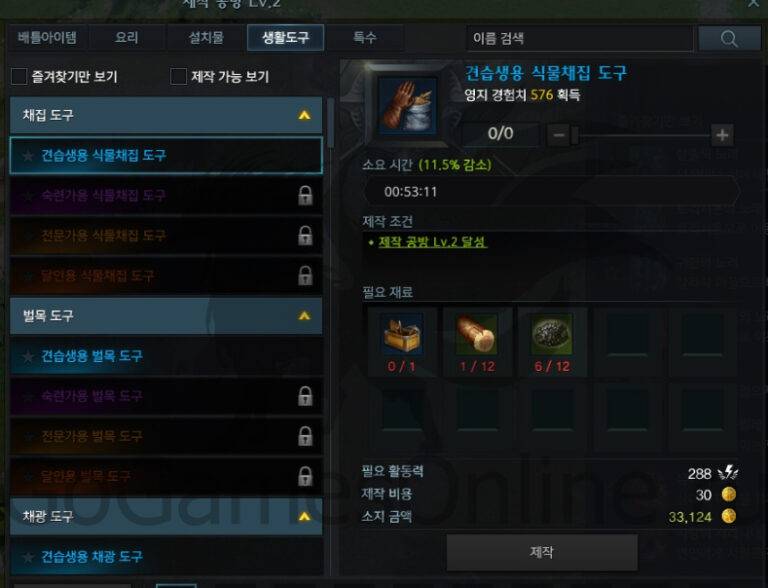 제작 공방 Lv.2
배틀아이템
요리
설치물
생활도구
특수
이름 검색
즐겨찾기만 보기
제작 가능 보기
채집 도구
견습생용 식물채집 도구
숙련가용 식물채집 도구
전문가용 식물채집 도구
달인용 식물채집 도구
벌목 도구
견습생용 벌목 도구
숙련가용 벌목 도구
전문가용 벌목 도구
달인용 벌목 도구
채광 도구
견습생용 채광 도구
견습생용 식물채집 도구
영지 경험치 576 획득
0/0
소요 시간 (11.5% 감소)
00:53:11
제작 조건
• 제작 공방 Lv.2 달성
필요 재료
0 / 1
1 / 12
6 / 12
필요 활동력 288
제작 비용 30
소지 금액 33,124
제작